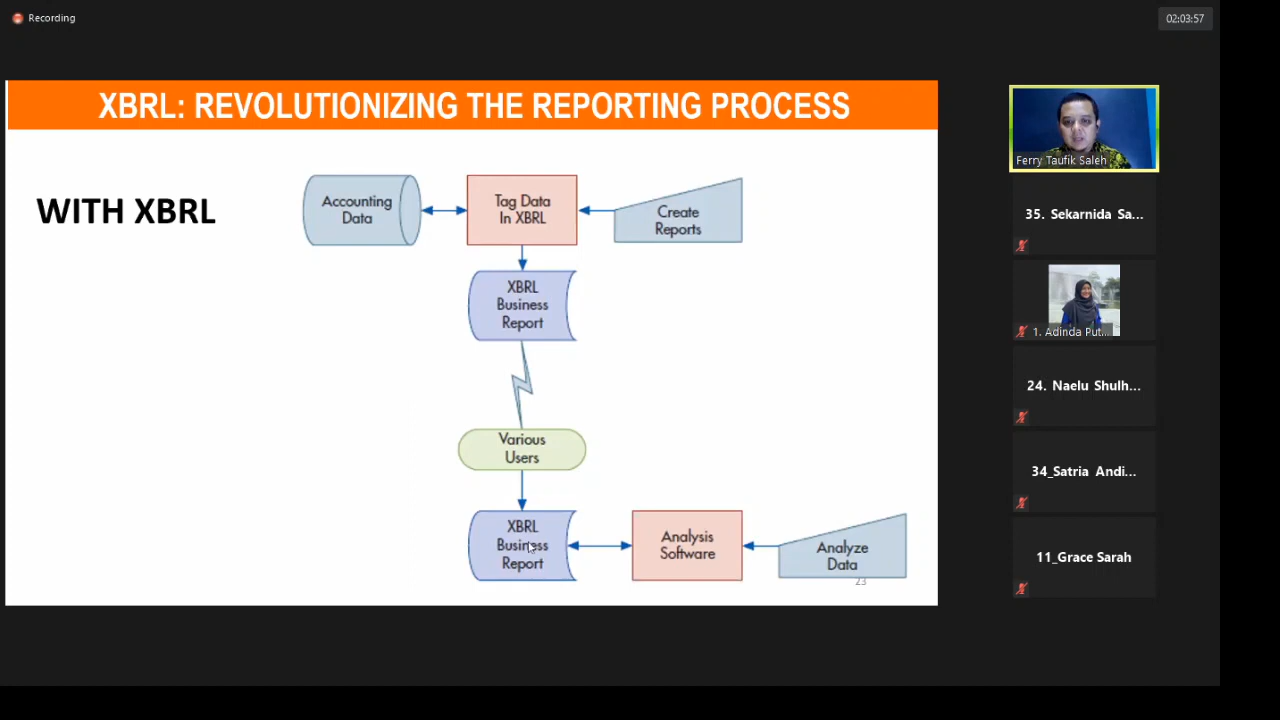 Recording
02:03:57
XBRL: REVOLUTIONIZING THE REPORTING PROCESS
WITH XBRL
Accounting
Data
Tag Data
In XBRL
Create
Reports
XBRL
Business
Report
Various
Users
XBRL
Business
Report
Analysis
Software
Analyze
Data
23
Ferry Taufik Saleh
35. Sekarnida Sa...
1. Adinda Put...
24. Naelu Shulh...
34_Satria Andi...
11_Grace Sarah